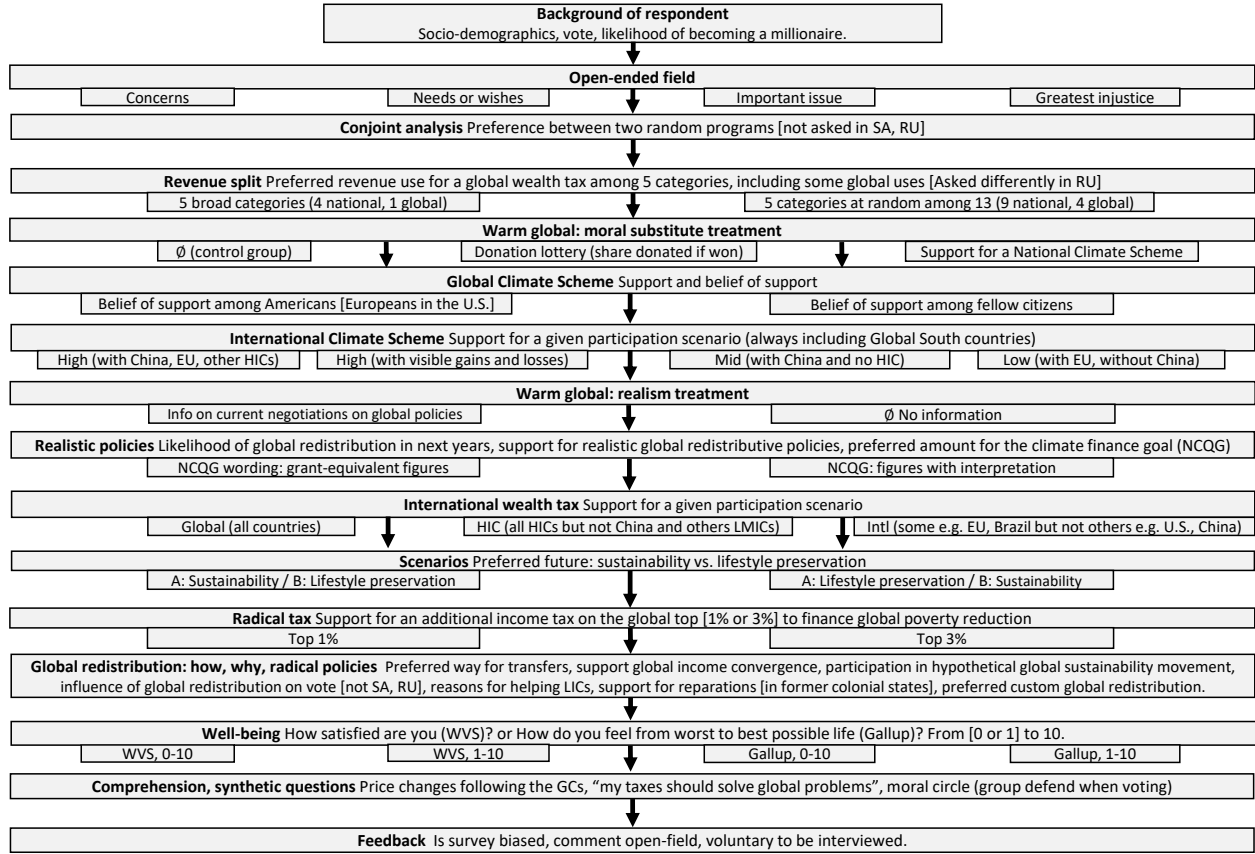 Background of respondent
Socio-demographics, vote, likelihood of becoming a millionaire.
Open-ended field
Concerns
Needs or wishes
Important issue
Greatest injustice
Conjoint analysis Preference between two random programs [not asked in SA, RU]
Revenue split Preferred revenue use for a global wealth tax among 5 categories, including some global uses [Asked differently in RU]
5 broad categories (4 national, 1 global)
5 categories at random among 13 (9 national, 4 global)
Warm global: moral substitute treatment
Ø (control group)
Donation lottery (share donated if won)
Support for a National Climate Scheme
Global Climate Scheme Support and belief of support
Belief of support among Americans [Europeans in the U.S.]
Belief of support among fellow citizens
International Climate Scheme Support for a given participation scenario (always including Global South countries)
High (with China, EU, other HICs)
High (with visible gains and losses)
Mid (with China and no HIC)
Low (with EU, without China)
Warm global: realism treatment
Info on current negotiations on global policies
Ø No information
Realistic policies Likelihood of global redistribution in next years, support for realistic global redistributive policies, preferred amount for the climate finance goal (NCQG)
NCQG wording: grant-equivalent figures
NCQG: figures with interpretation
International wealth tax Support for a given participation scenario
Global (all countries)
HIC (all HICs but not China and others LMICs)
Intl (some e.g. EU, Brazil but not others e.g. U.S., China)
Scenarios Preferred future: sustainability vs. lifestyle preservation
A: Sustainability / B: Lifestyle preservation
A: Lifestyle preservation / B: Sustainability
Radical tax Support for an additional income tax on the global top [1% or 3%] to finance global poverty reduction
Top 1%
Top 3%
Global redistribution: how, why, radical policies Preferred way for transfers, support global income convergence, participation in hypothetical global sustainability movement,
influence of global redistribution on vote [not SA, RU], reasons for helping LICs, support for reparations [in former colonial states], preferred custom global redistribution.
Well-being How satisfied are you (WVS)? or How do you feel from worst to best possible life (Gallup)? From [0 or 1] to 10.
WVS, 0-10
WVS, 1-10
Gallup, 0-10
Gallup, 1-10
Comprehension, synthetic questions Price changes following the GCs, “my taxes should solve global problems”, moral circle (group defend when voting)
Feedback Is survey biased, comment open-field, voluntary to be interviewed.